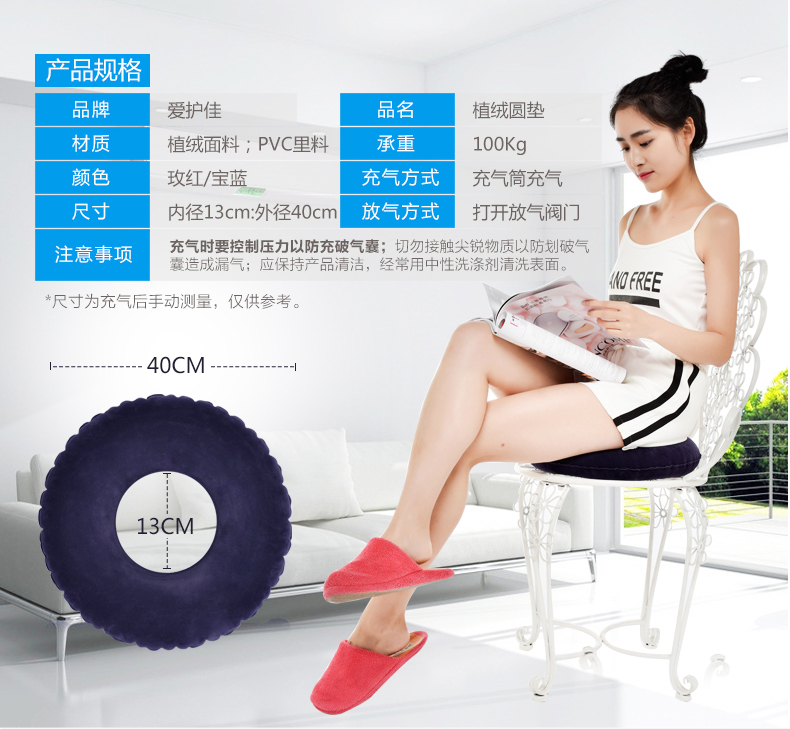 产品规格
品牌 爱护佳 品名 植绒圆垫
材质 植绒面料；PVC里料 承重 100Kg
颜色 玫红/宝蓝 充气方式 充气筒充气
尺寸 内径13cm:外径40cm 放气方式 打开放气阀门
注意事项 充气时要控制压力以防充破气囊；切勿接触尖锐物质以防划破气
囊造成漏气；应保持产品清洁，经常用中性洗涤剂清洗表面。
*尺寸为充气后手动测量，仅供参考。
AND FREE
40CM
13CM